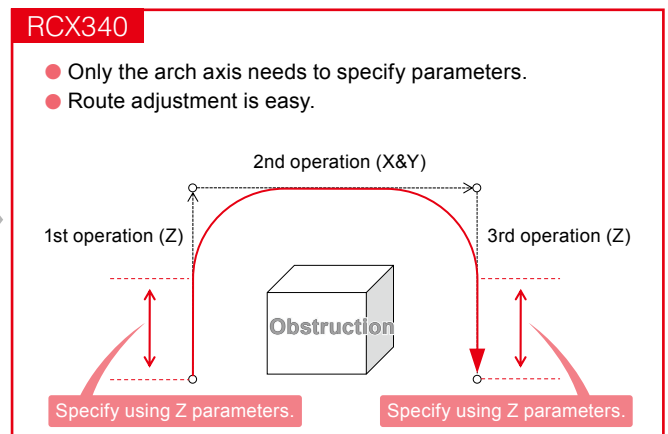 RCX340
Only the arch axis needs to specify parameters.
Route adjustment is easy.
2nd operation (X&Y)
1st operation (Z)
3rd operation (Z)
Obstruction
Specify using Z parameters.
Specify using Z parameters.